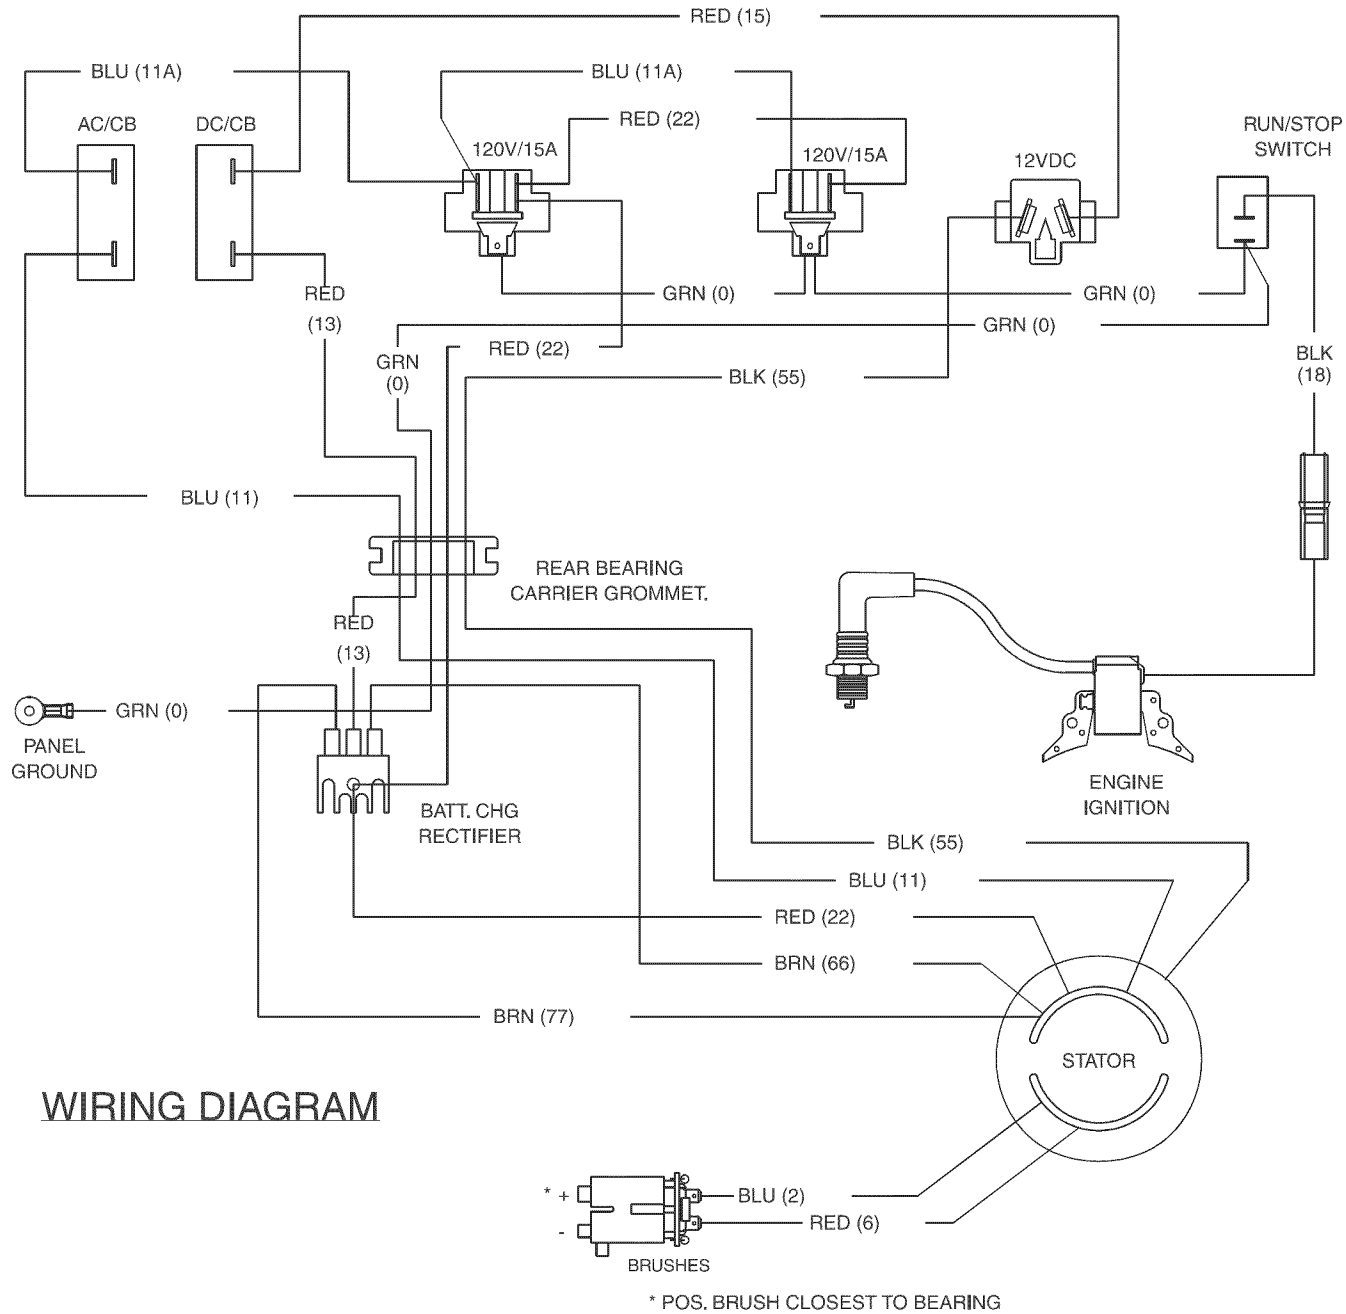 RED (15)
BLU (11A)
BLU (11A)
RED (22)
AC/CB
DC/CB
RUN/STOP
SWITCH
120V/15A
120V/15A
12VDC
RED
(13)
GRN (0)
GRN (0)
GRN (0)
GRN
(0)
RED (22)
BLK (55)
BLK
(18)
BLU (11)
REAR BEARING
CARRIER GROMMET.
RED
(13)
GRN (0)
PANEL
GROUND
BATT. CHG
RECTIFIER
ENGINE
IGNITION
BLK (55)
BLU (11)
RED (22)
BRN (66)
BRN (77)
STATOR
WIRING DIAGRAM
* +
-
BLU (2)
RED (6)
BRUSHES
* POS. BRUSH CLOSEST TO BEARING